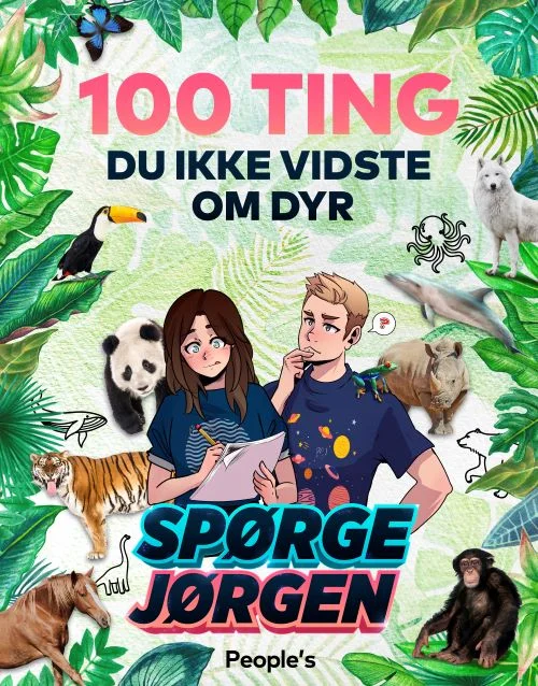 100 TING
DU IKKE VIDSTE
OM DYR
?
SPØRGE
JØRGEN
People's